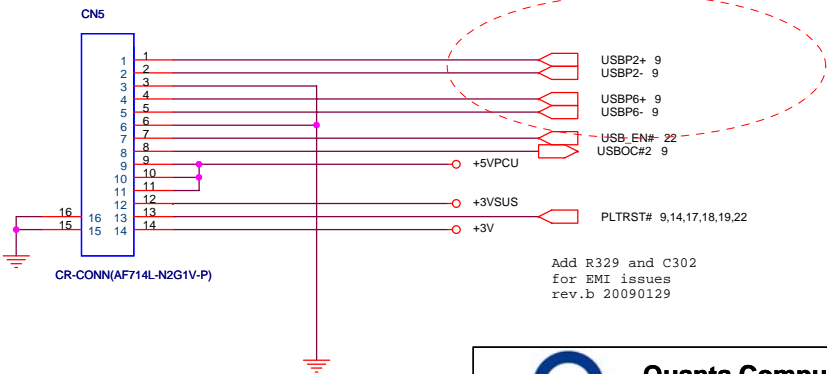 CN5
1 1 USBP2+ 9
2 2 USBP2- 9
3 3
4 4 USBP6+ 9
5 5 USBP6- 9
6 6
7 7 USB_EN# 22
8 8 USBOC#2 9
9 9 +5VPCU
10 10
11 11
12 12 +3VSUS
16 16 13 13 PLTRST# 9,14,17,18,19,22
15 15 14 14 +3V
CR-CONN(AF714L-N2G1V-P)
Add R329 and C302
for EMI issues
rev.b 20090129
Quanta Compu